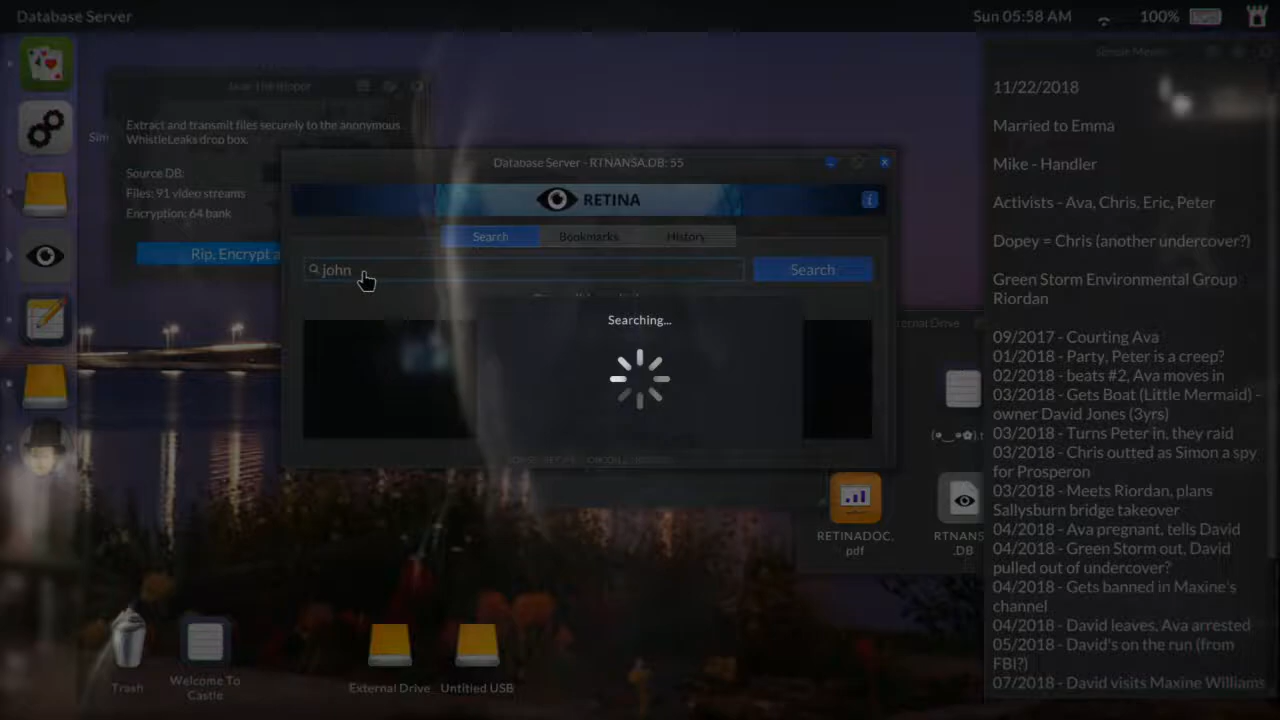 Database Server
Sun 05:58 AM
100%
Extract and transmit files securely to the anonymous
WhistleLeaks drop box.
Source DB:
Files: 91 video streams
Encryption: 64 bank
Rip, Encrypt a
Sim
Database Server - RTNANSA.DB: 55
RETINA
Search
Bookmarks
History
john
Search
Searching...
RETINADOC.
pdf
RTNANS
.DB
Trash
Welcome To
Castle
External Drive
Untitled USB
11/22/2018
Married to Emma
Mike - Handler
Activists - Ava, Chris, Eric, Peter
Dopey = Chris (another undercover?)
Green Storm Environmental Group -
Riordan
09/2017 - Courting Ava
01/2018 - Party, Peter is a creep?
02/2018 - beats #2, Ava moves in
03/2018 - Gets Boat (Little Mermaid) -
owner David Jones (3yrs)
03/2018 - Turns Peter in, they raid
03/2018 - Chris outted as Simon a spy
for Prosperon
03/2018 - Meets Riordan, plans
Sallysburn bridge takeover
04/2018 - Ava pregnant, tells David
04/2018 - Green Storm out, David
pulled out of undercover?
04/2018 - Gets banned in Maxine's
channel
04/2018 - David leaves, Ava arrested
05/2018 - David's on the run (from
FBI?)
07/2018 - David visits Maxine Williams